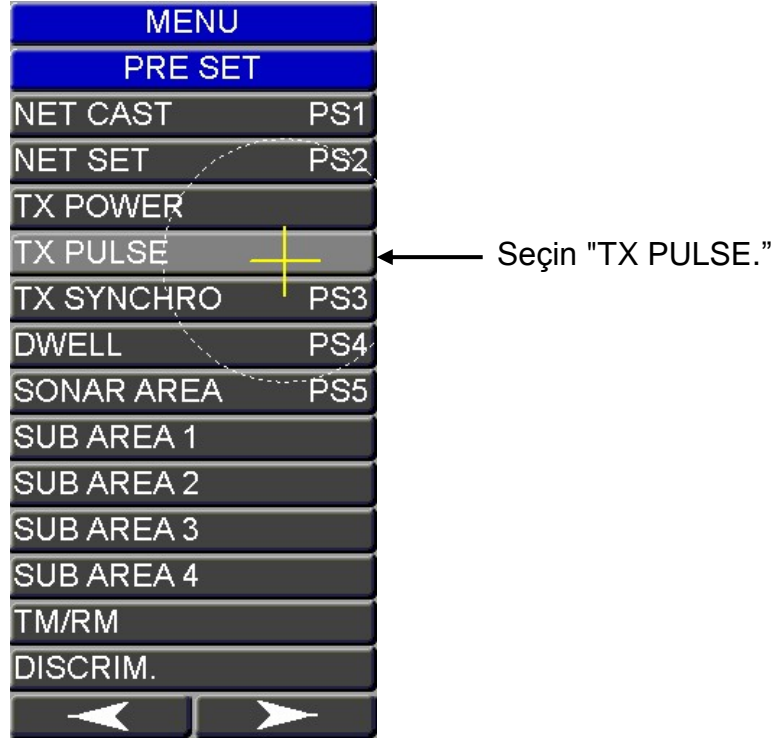 MENU
PRE SET
NET CAST PS1
NET SET PS2
TX POWER
TX PULSE
Seçin "TX PULSE.”
TX SYNCHRO PS3
DWELL PS4
SONAR AREA PS5
SUB AREA 1
SUB AREA 2
SUB AREA 3
SUB AREA 4
TM/RM
DISCRIM.